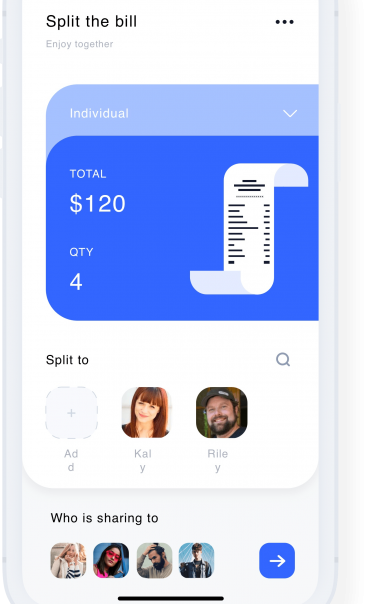 Split the bill
Enjoy together
Individual
TOTAL
$120
QTY
4
Split to
+
Ad
d
Kal
y
Rile
y
Who is sharing to